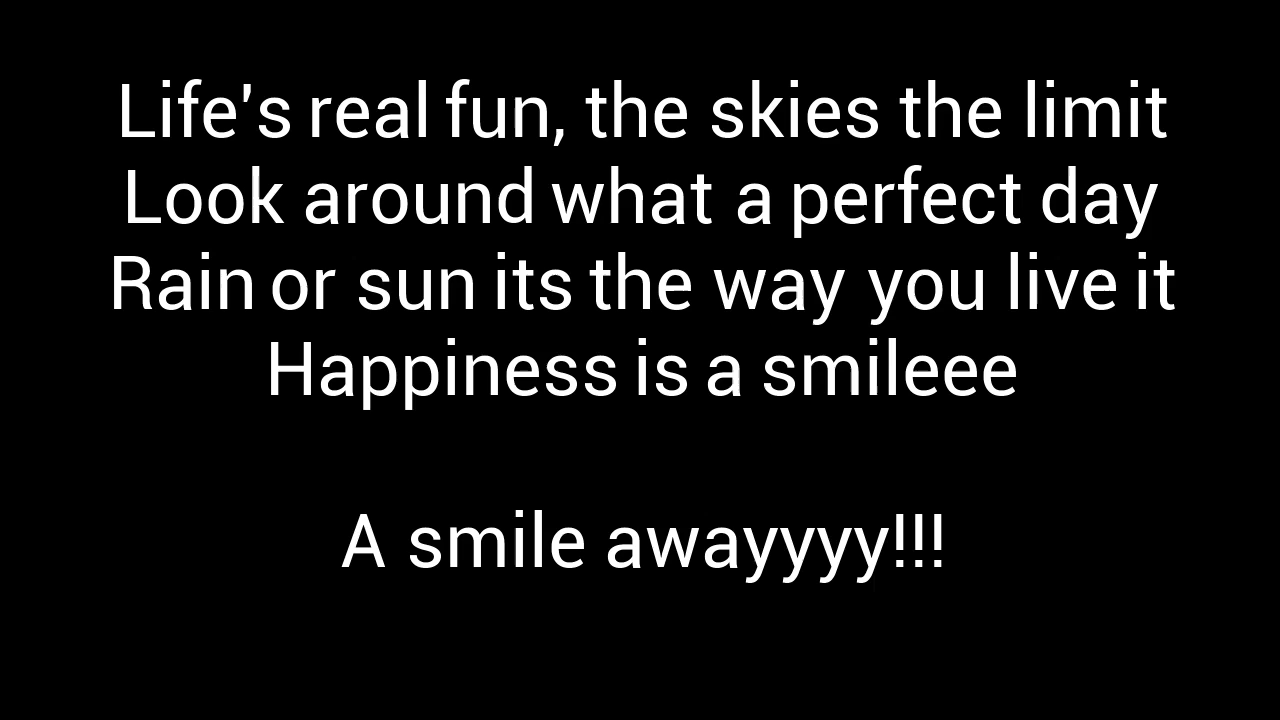 Life's real fun, the skies the limit
Look around what a perfect day
Rain or sun its the way you live it
Happiness is a smileee
A smile awayyyy!!!